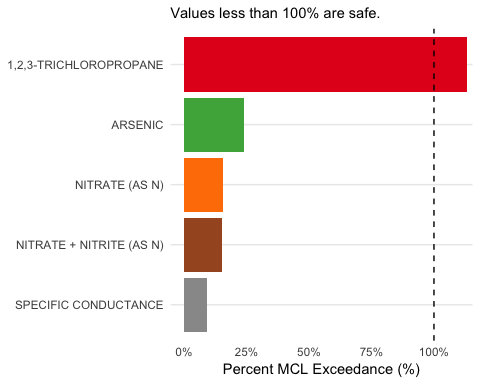 Values less than 100% are safe.
1,2,3-TRICHLOROPROPANE
ARSENIC
NITRATE (AS N)
NITRATE + NITRITE (AS N)
SPECIFIC CONDUCTANCE
0% 25% 50% 75% 100%
Percent MCL Exceedance (%)